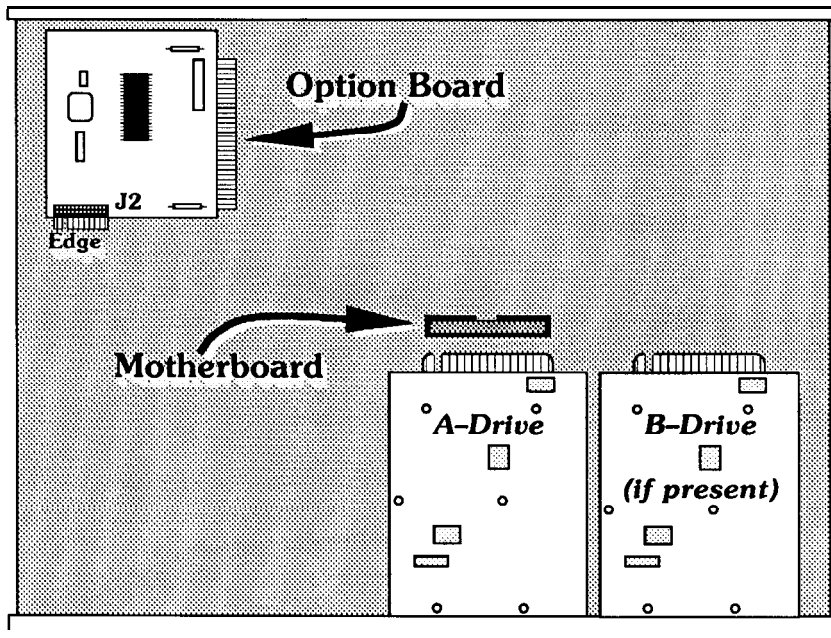 Option Board
J2
Edge
Motherboard
A–Drive
B–Drive
(if present)